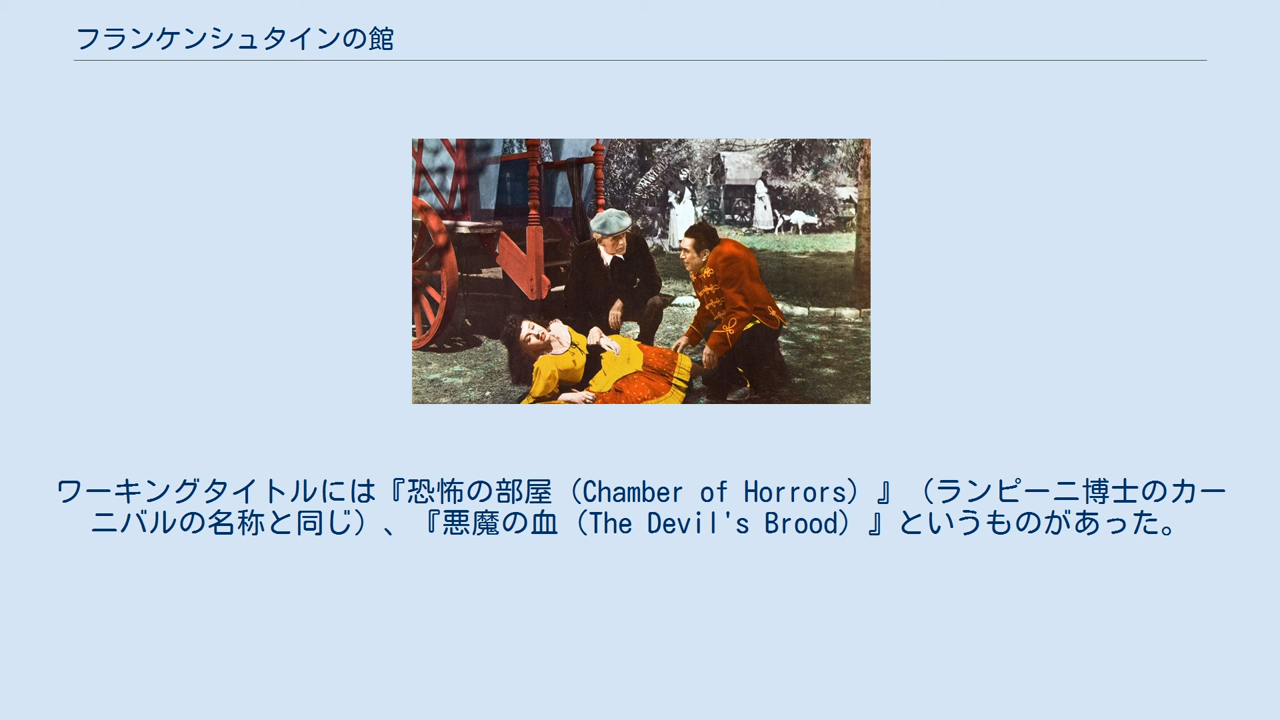 フランケンシュタインの館
ワーキングタイトルには『恐怖の部屋（Chamber of Horrors）』（ランピーニ博士のカー
ニバルの名称と同じ）、『悪魔の血（The Devil's Brood）』というものがあった。